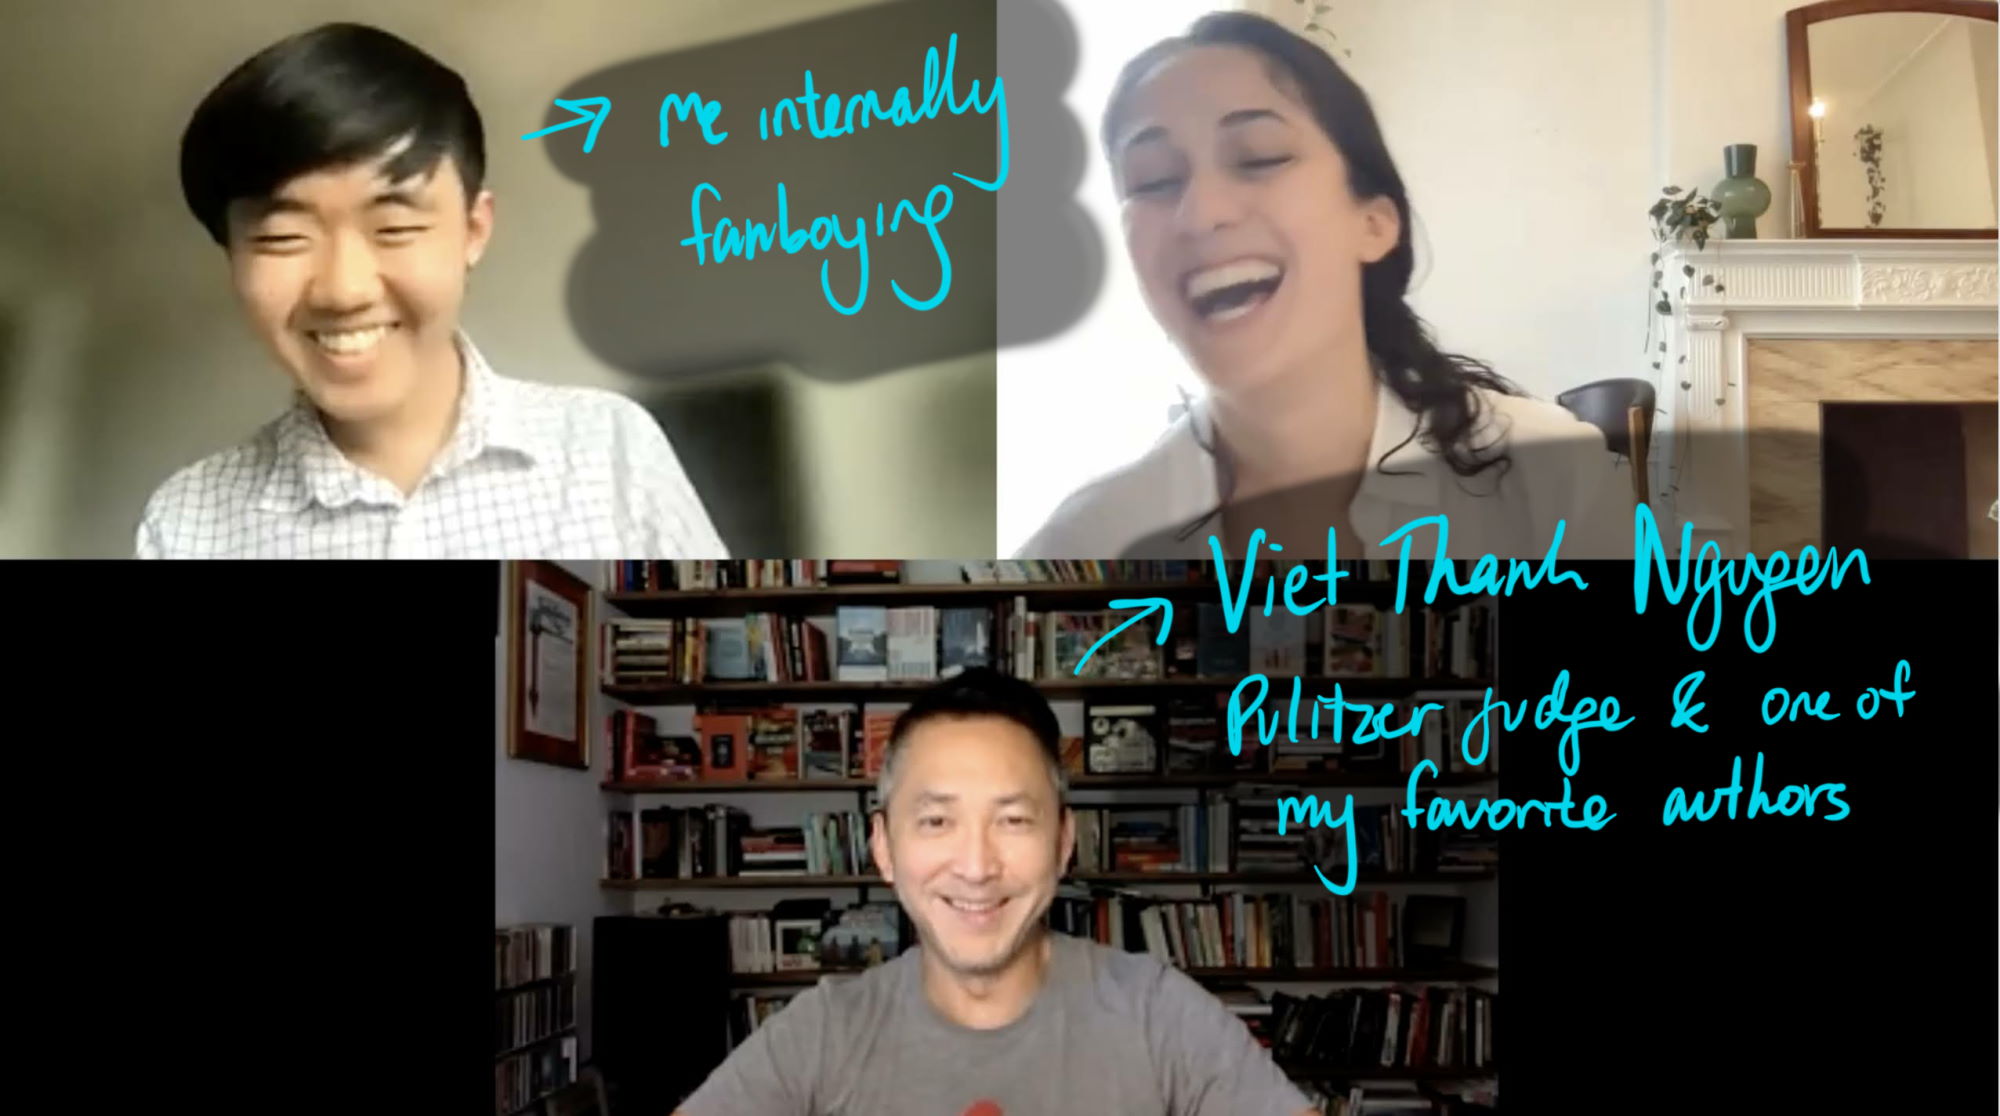 me internally
fanboying
Viet Thanh Nguyen
Pulitzer judge & one of
my favorite authors